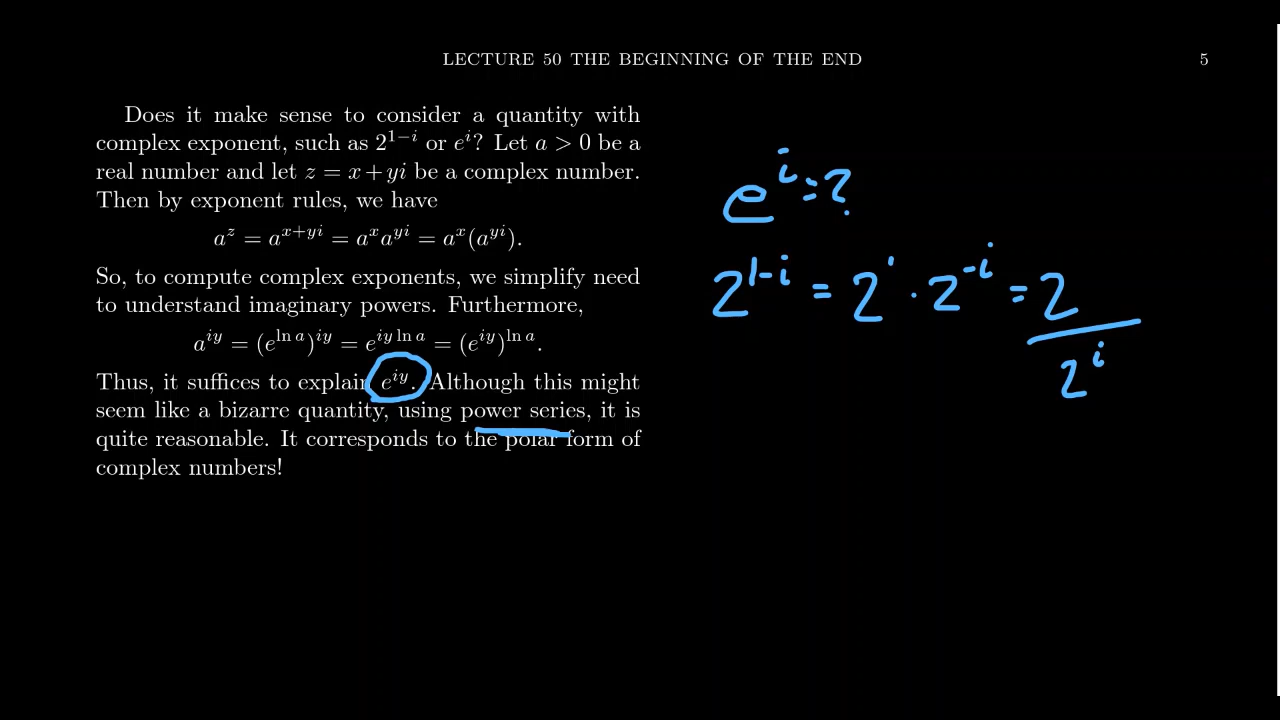 LECTURE 50 THE BEGINNING OF THE END 5
Does it make sense to consider a quantity with
complex exponent, such as 2^{1−i} or e^i? Let a > 0 be a
real number and let z = x + yi be a complex number.
Then by exponent rules, we have
a^z = a^{x+yi} = a^x a^{yi} = a^x(a^{yi}).
So, to compute complex exponents, we simplify need
to understand imaginary powers. Furthermore,
a^{iy} = (e^{ln a})^{iy} = e^{iy ln a} = (e^{iy})^{ln a}.
Thus, it suffices to explain e^{iy}. Although this might
seem like a bizarre quantity, using power series, it is
quite reasonable. It corresponds to the polar form of
complex numbers!
e^i = ?
2^{1-i} = 2^1 · 2^{-i} = 2/2^i